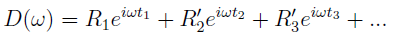 D(ω) = R₁e^{iωt₁} + R′₂e^{iωt₂} + R′₃e^{iωt₃} + ...